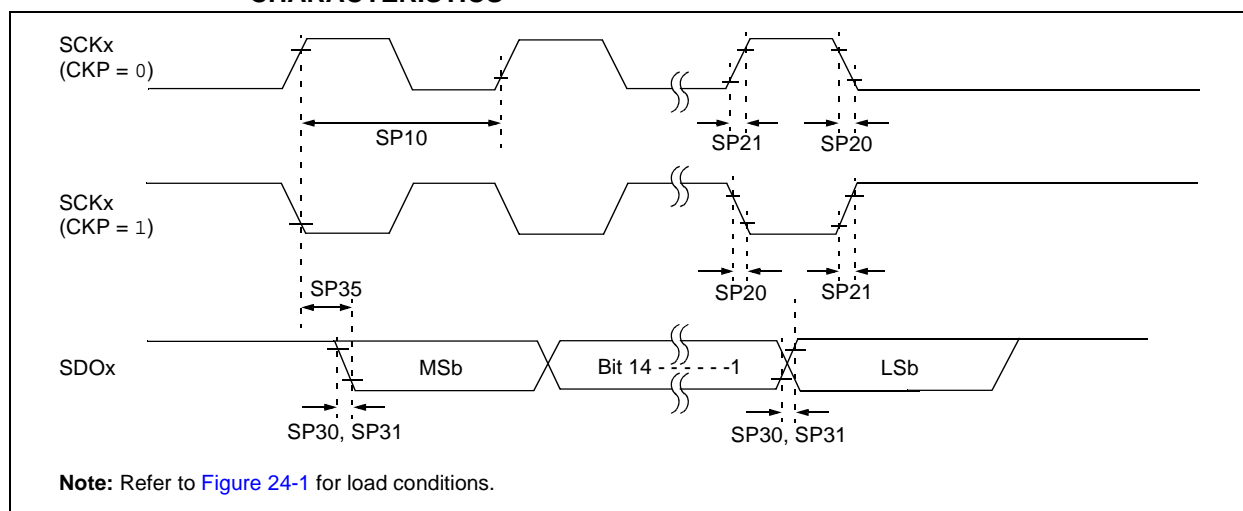 CHARACTERISTICS
SCKx
(CKP = 0)
SP10
SP21
SP20
SCKx
(CKP = 1)
SP35
SP20
SP21
SDOx
MSb
Bit 14 - - - - - -1
LSb
SP30, SP31
SP30, SP31
Note: Refer to Figure 24-1 for load conditions.